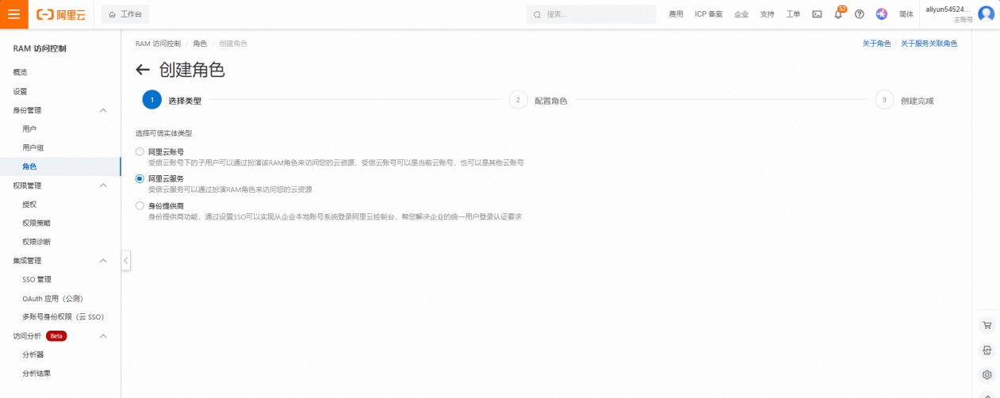 阿里云
工作台
搜索...
费用
ICP 备案
企业
支持
工单
52
简体
aliyun54524...
主账号
RAM 访问控制
概览
设置
身份管理
用户
用户组
角色
权限管理
授权
权限策略
权限诊断
集成管理
SSO 管理
OAuth 应用（公测）
多账号身份权限（云 SSO）
访问分析 Beta
分析器
分析结果
RAM 访问控制 / 角色 / 创建角色
关于角色 | 关于服务关联角色
← 创建角色
1 选择类型
2 配置角色
3 创建完成
选择可信实体类型
阿里云账号
受信云账号下的子用户可以通过扮演该RAM角色来访问您的云资源，受信云账号可以是当前云账号，也可以是其他云账号
阿里云服务
受信云服务可以通过扮演RAM角色来访问您的云资源
身份提供商
身份提供商功能，通过设置SSO可以实现从企业本地账号系统登录阿里云控制台，帮您解决企业的统一用户登录认证要求